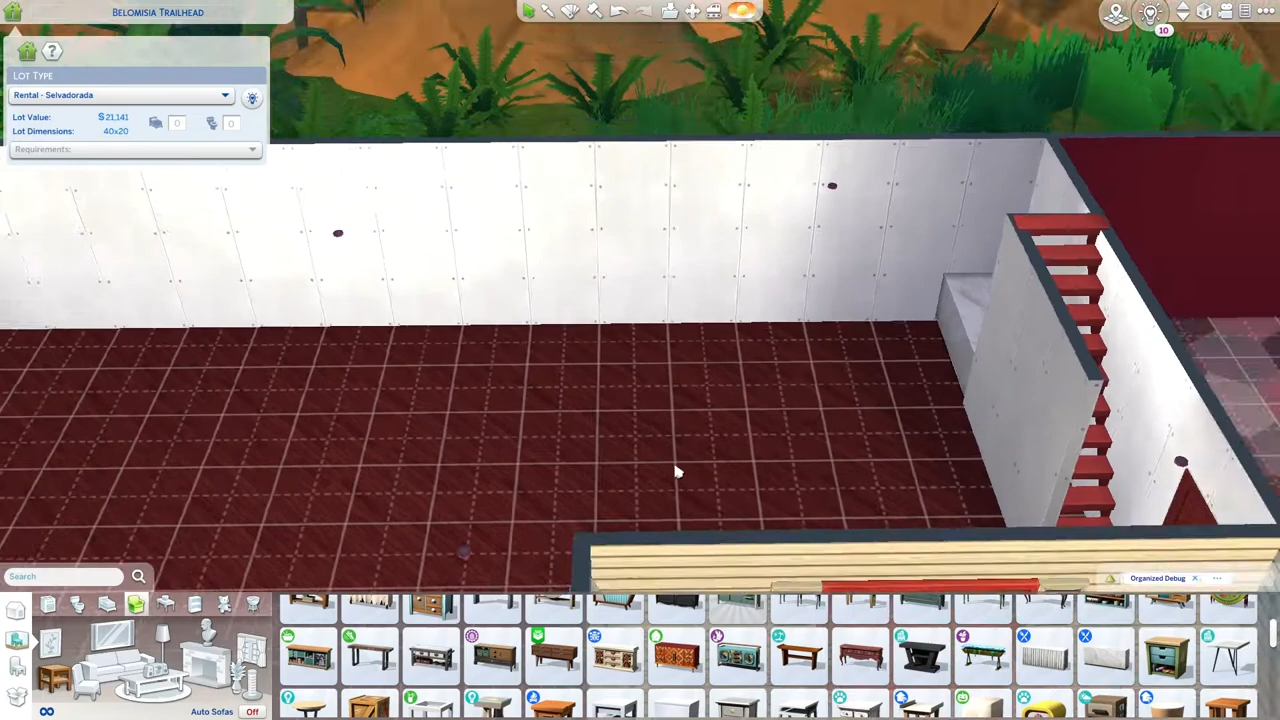 BELOMISIA TRAILHEAD
10
?
LOT TYPE
Rental - Selvadorada
Lot Value: §21,141
0
0
Lot Dimensions: 40x20
Requirements:
Search
Organized Debug
Auto Sofas Off